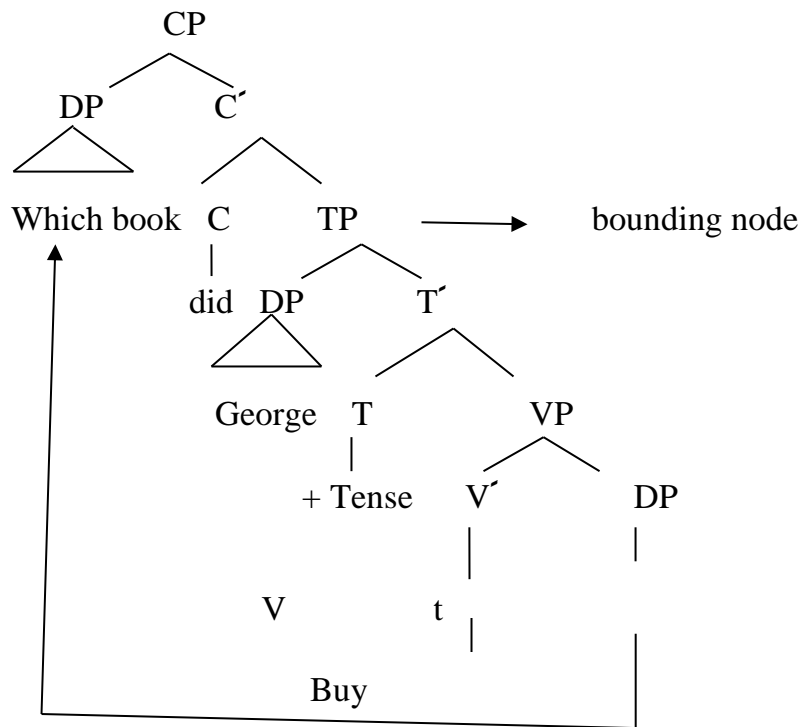 CP
DP C´
Which book C TP bounding node
did DP T´
George T VP
+ Tense V´ DP
V t
Buy